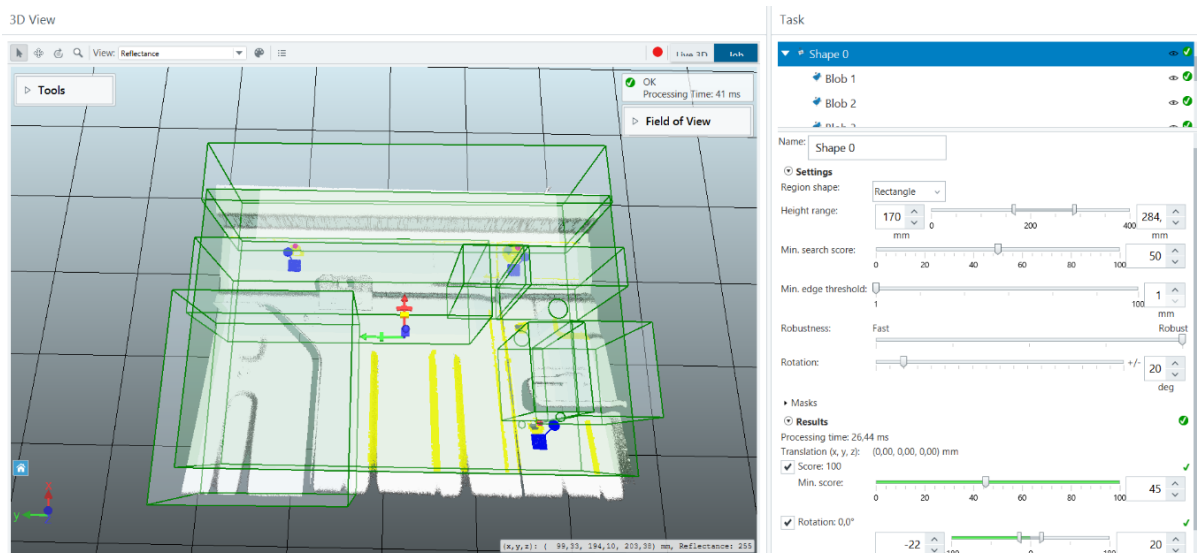 3D View
Task
View: Reflectance
Live 3D
Job
Shape 0
Tools
OK
Processing Time: 41 ms
Blob 1
Blob 2
Field of View
Name: Shape 0
Settings
Region shape: Rectangle
Height range: 170 284,
0 200 400
mm mm
Min. search score: 50
0 20 40 60 80 100
Min. edge threshold: 1
1 100
mm
Robustness: Fast Robust
Rotation: +/- 20
deg
Masks
Results
Processing time: 26.44 ms
Translation (x, y, z): (0,00, 0,00, 0,00) mm
Score: 100
Min. score: 45
0 20 40 60 80 100
Rotation: 0,0°
-22 20
x
y
(x,y,z): ( 99,33, 194,10, 203,38) mm, Reflectance: 255